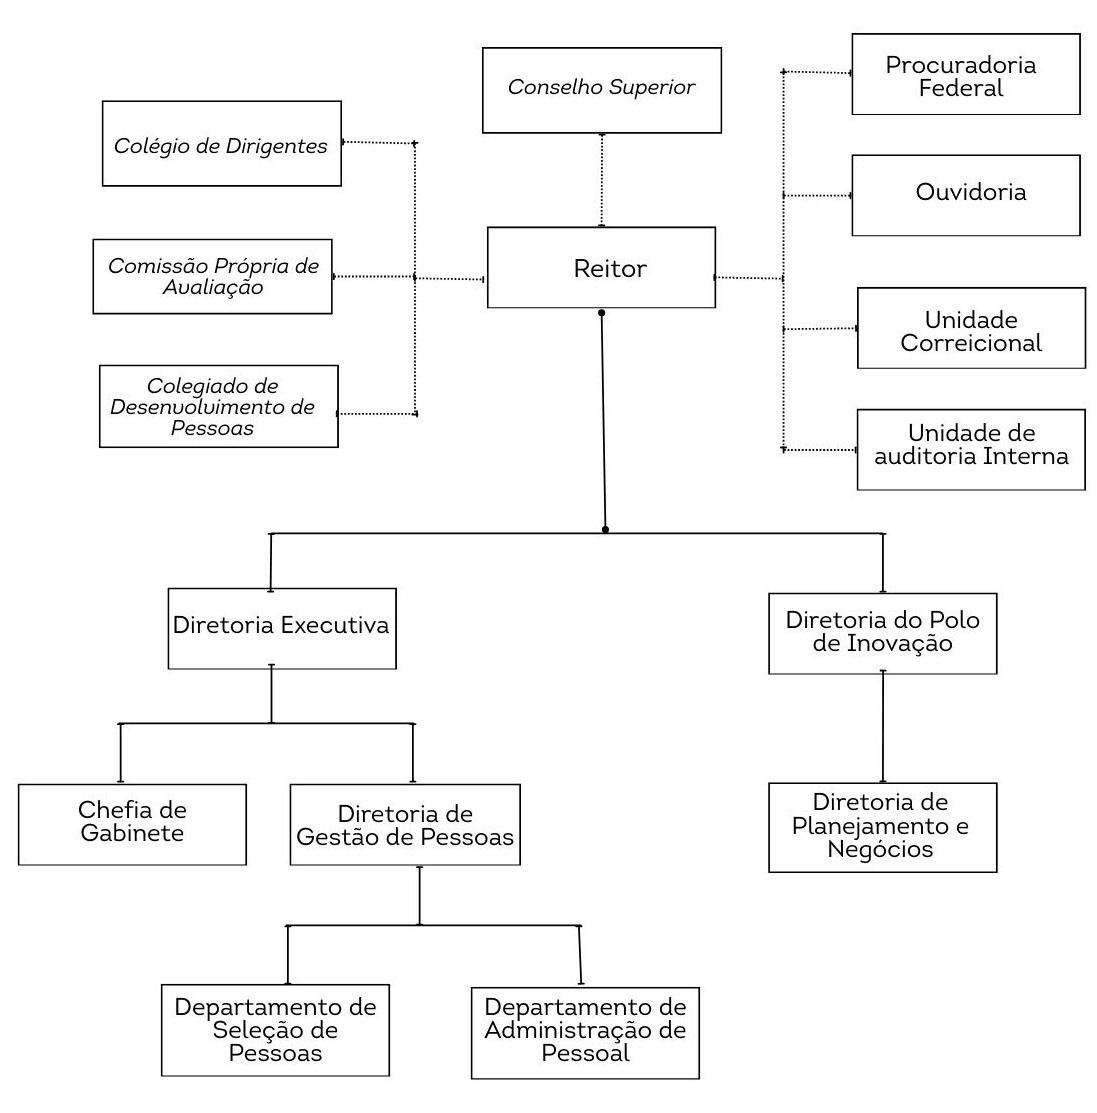 Conselho Superior
Procuradoria
Federal
Colégio de Dirigentes
Ouvidoria
Comissão Própria de
Avaliação
Reitor
Unidade
Correicional
Colegiado de
Desenvolvimento de
Pessoas
Unidade de
auditoria Interna
Diretoria Executiva
Diretoria do Polo
de Inovação
Chefia de
Gabinete
Diretoria de
Gestão de Pessoas
Diretoria de
Planejamento e
Negócios
Departamento de
Seleção de
Pessoas
Departamento de
Administração de
Pessoal